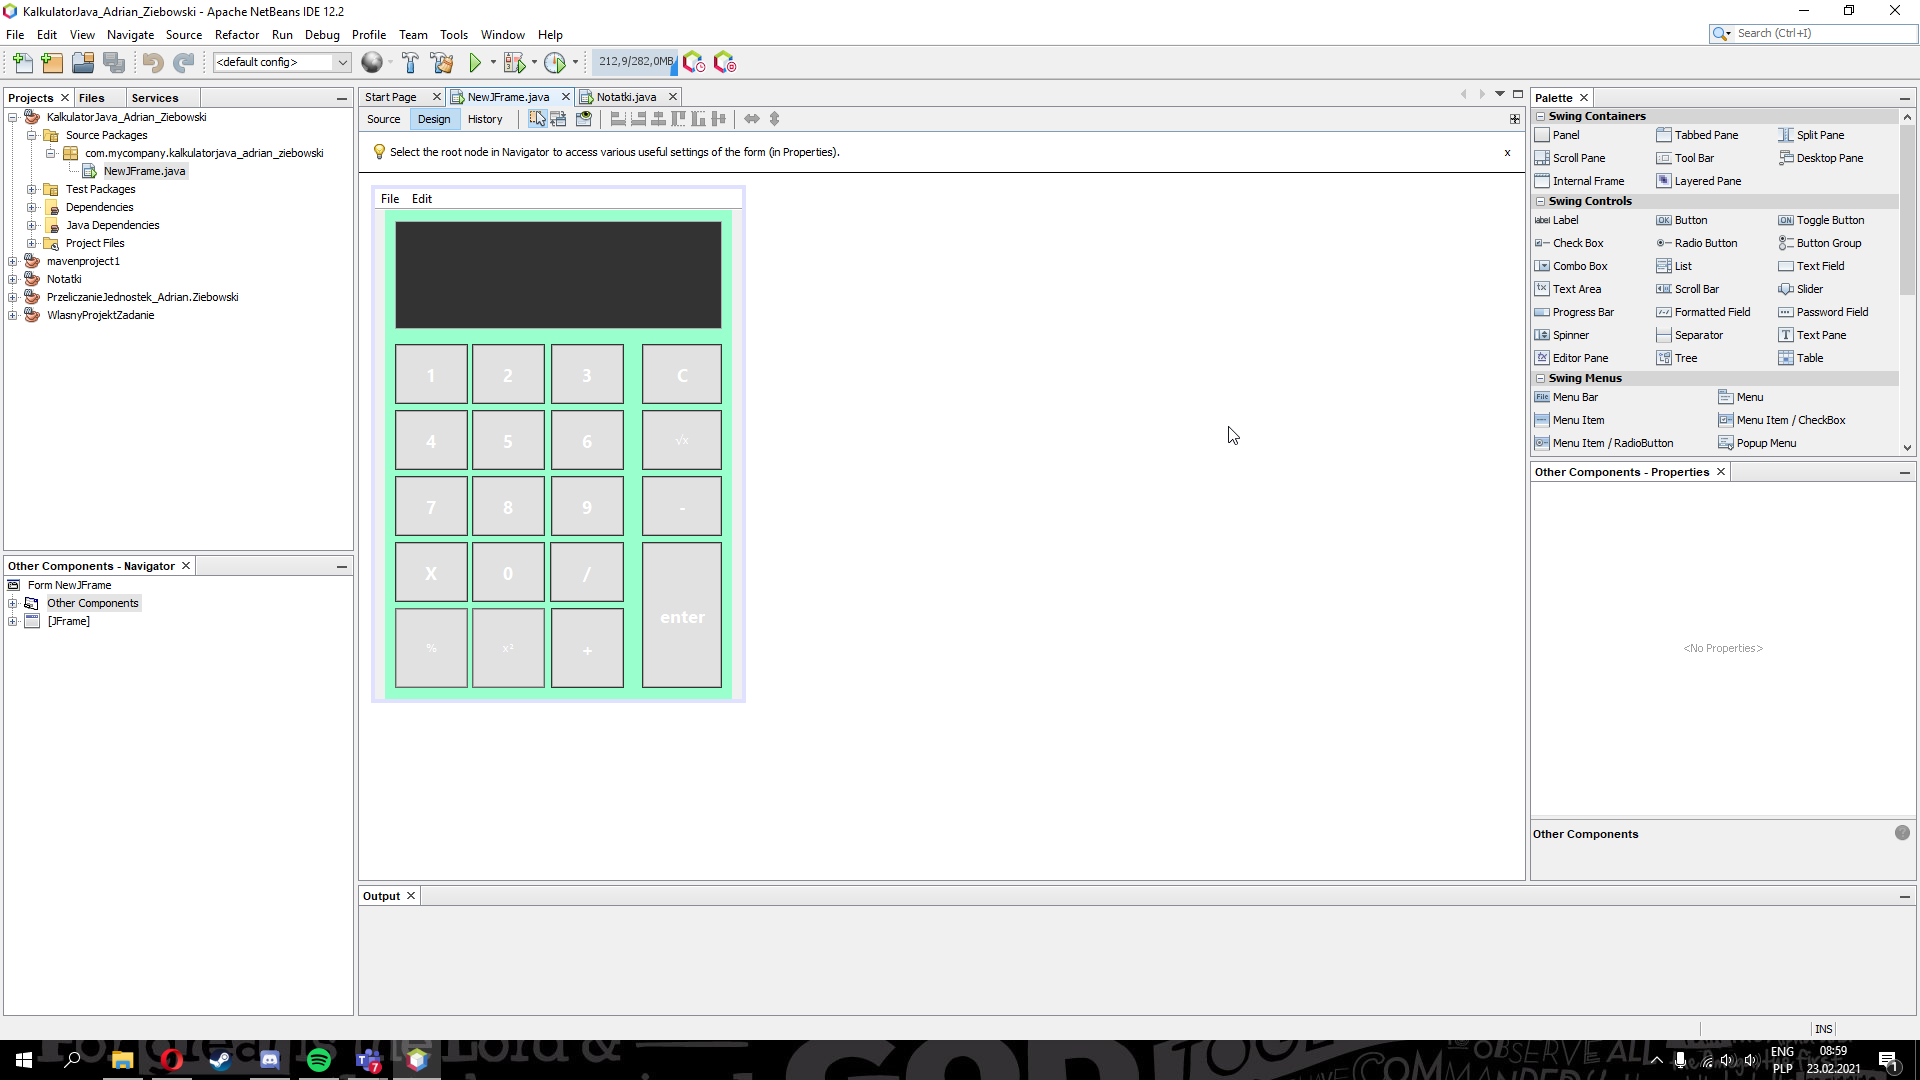 KalkulatorJava_Adrian_Ziebowski - Apache NetBeans IDE 12.2
File Edit View Navigate Source Refactor Run Debug Profile Team Tools Window Help
Search (Ctrl+I)
<default config>
212,9/282,0MB
Projects Files Services
KalkulatorJava_Adrian_Ziebowski
Source Packages
com.mycompany.kalkulatorjava_adrian_ziebowski
NewJFrame.java
Test Packages
Dependencies
Java Dependencies
Project Files
mavenproject1
Notatki
PrzeliczanieJednostek_Adrian.Ziebowski
WlasnyProjektZadanie
Other Components - Navigator
Form NewJFrame
Other Components
[JFrame]
Start Page NewJFrame.java Notatki.java
Source Design History
Select the root node in Navigator to access various useful settings of the form (in Properties).
x
File Edit
1 2 3 C
4 5 6 √x
7 8 9 -
X 0 /
enter
% x² +
Output
Palette
Swing Containers
Panel Tabbed Pane Split Pane
Scroll Pane Tool Bar Desktop Pane
Internal Frame Layered Pane
Swing Controls
label Label OK Button ON Toggle Button
Check Box Radio Button Button Group
Combo Box List Text Field
Text Area Scroll Bar Slider
Progress Bar Formatted Field Password Field
Spinner Separator Text Pane
Editor Pane Tree Table
Swing Menus
File Menu Bar Menu
Menu Item Menu Item / CheckBox
Menu Item / RadioButton Popup Menu
Other Components - Properties
<No Properties>
Other Components
INS
GOD
OBSERVE ALL
7
ENG
PLP
08:59
23.02.2021
1